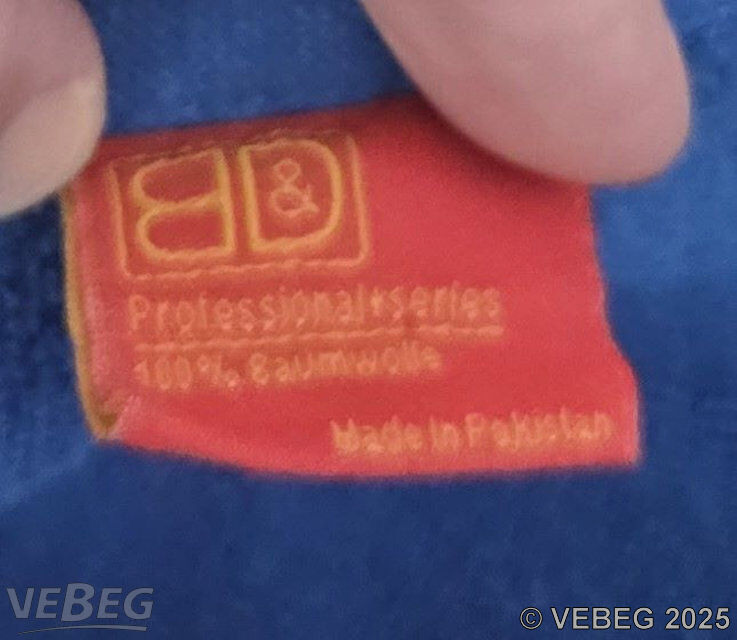 B&D
Professional+series
100% Baumwolle
Made in Pakistan
VEBEG
© VEBEG 2025